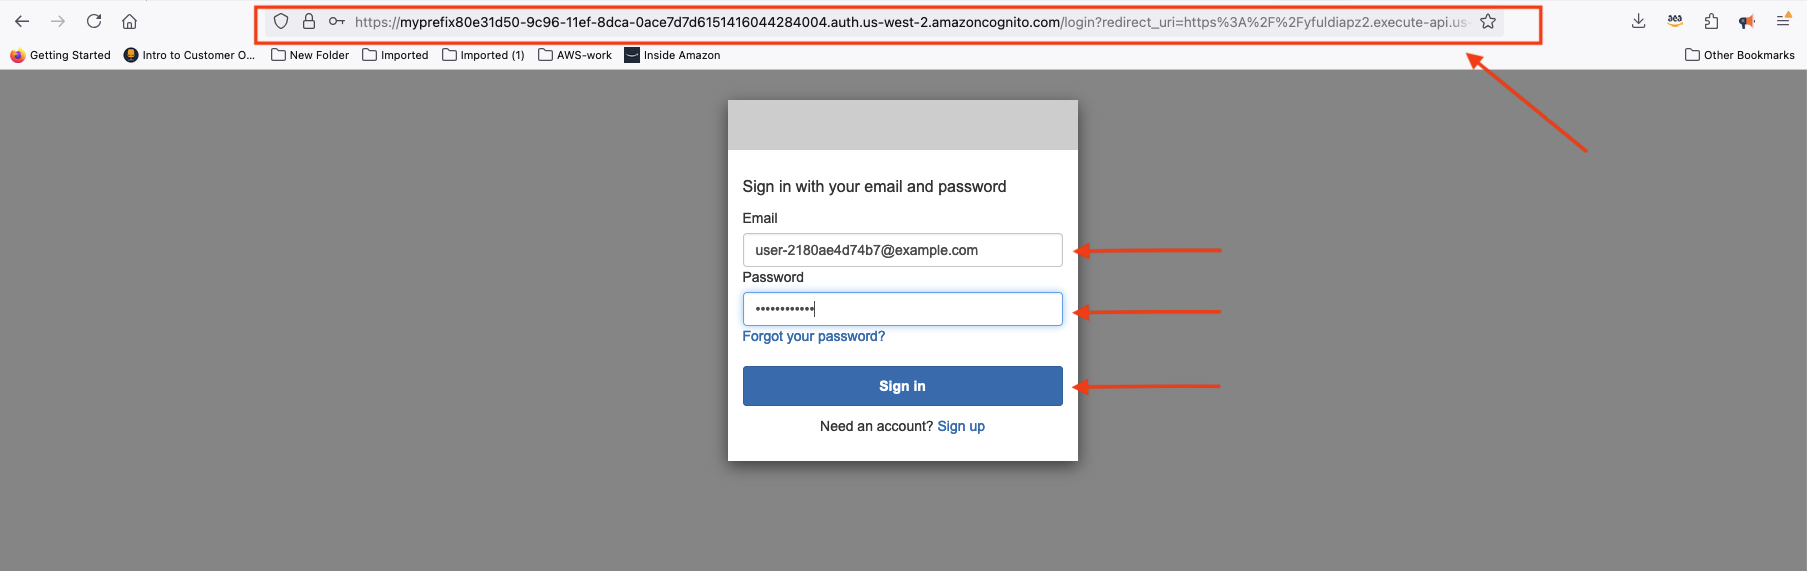 https://myprefix80e31d50-9c96-11ef-8dca-0ace7d7d6151416044284004.auth.us-west-2.amazoncognito.com/login?redirect_uri=https%3A%2F%2Fyfuldiapz2.execute-api.us-
aea
Getting Started Intro to Customer O... New Folder Imported Imported (1) AWS-work Inside Amazon Other Bookmarks
Sign in with your email and password
Email
user-2180ae4d74b7@example.com
Password
••••••••••••
Forgot your password?
Sign in
Need an account? Sign up